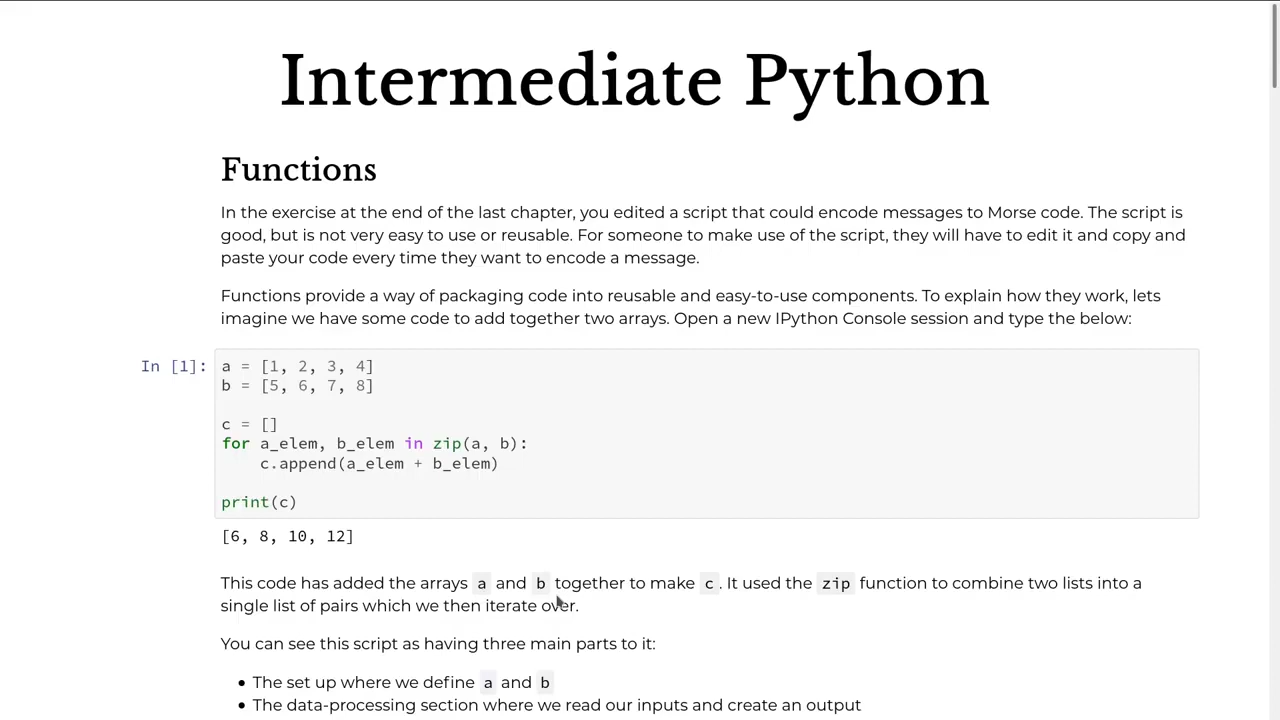 Intermediate Python
Functions
In the exercise at the end of the last chapter, you edited a script that could encode messages to Morse code. The script is
good, but is not very easy to use or reusable. For someone to make use of the script, they will have to edit it and copy and
paste your code every time they want to encode a message.
Functions provide a way of packaging code into reusable and easy-to-use components. To explain how they work, lets
imagine we have some code to add together two arrays. Open a new IPython Console session and type the below:
In [1]: a = [1, 2, 3, 4]
b = [5, 6, 7, 8]
c = []
for a_elem, b_elem in zip(a, b):
    c.append(a_elem + b_elem)
print(c)
[6, 8, 10, 12]
This code has added the arrays a and b together to make c. It used the zip function to combine two lists into a
single list of pairs which we then iterate over.
You can see this script as having three main parts to it:
• The set up where we define a and b
• The data-processing section where we read our inputs and create an output